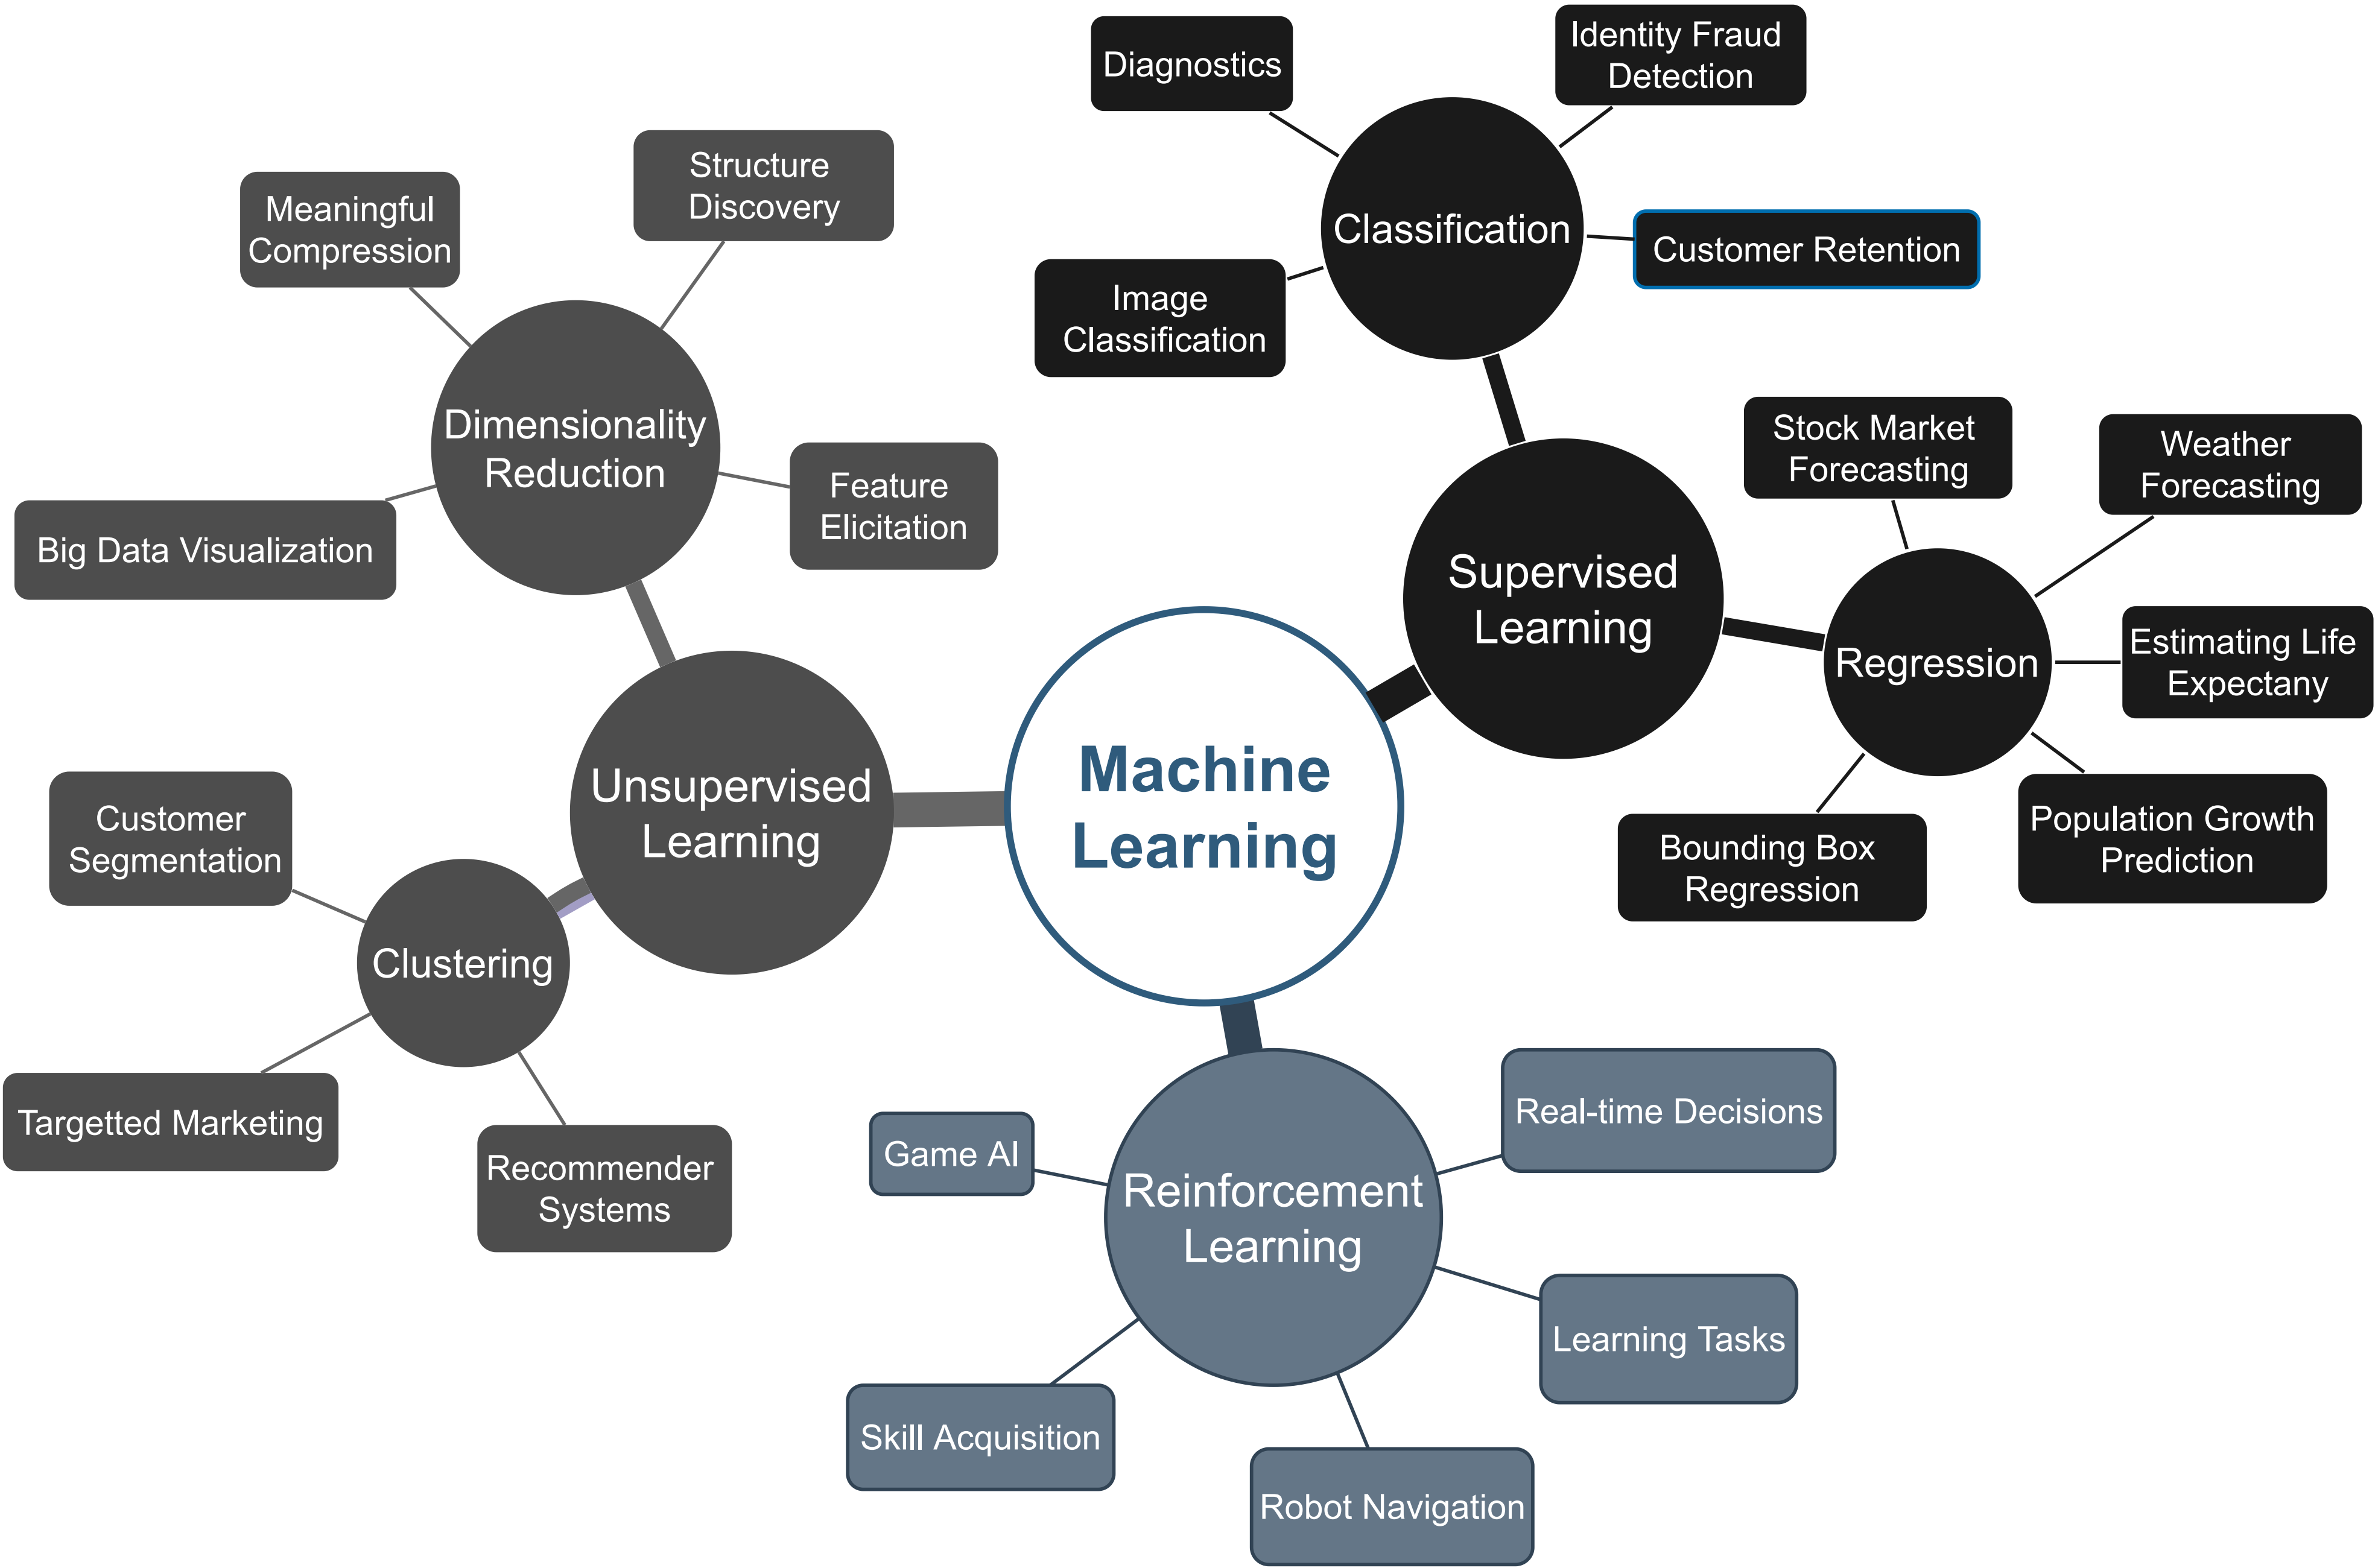 Diagnostics
Identity Fraud
Detection
Classification
Customer Retention
Image
Classification
Structure
Discovery
Meaningful
Compression
Dimensionality
Reduction
Feature
Elicitation
Big Data Visualization
Stock Market
Forecasting
Weather
Forecasting
Supervised
Learning
Regression
Estimating Life
Expectany
Population Growth
Prediction
Bounding Box
Regression
Machine
Learning
Unsupervised
Learning
Customer
Segmentation
Clustering
Targetted Marketing
Recommender
Systems
Reinforcement
Learning
Game AI
Real-time Decisions
Learning Tasks
Skill Acquisition
Robot Navigation